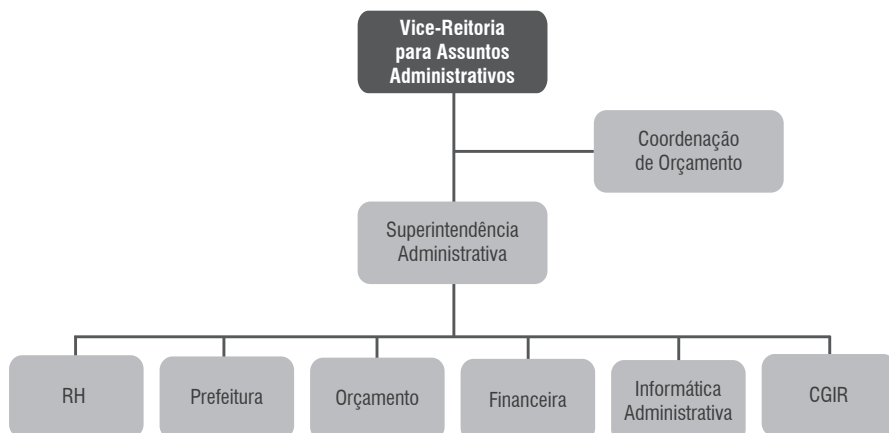 Vice-Reitoria
para Assuntos
Administrativos
Coordenação
de Orçamento
Superintendência
Administrativa
RH
Prefeitura
Orçamento
Financeira
Informática
Administrativa
CGIR